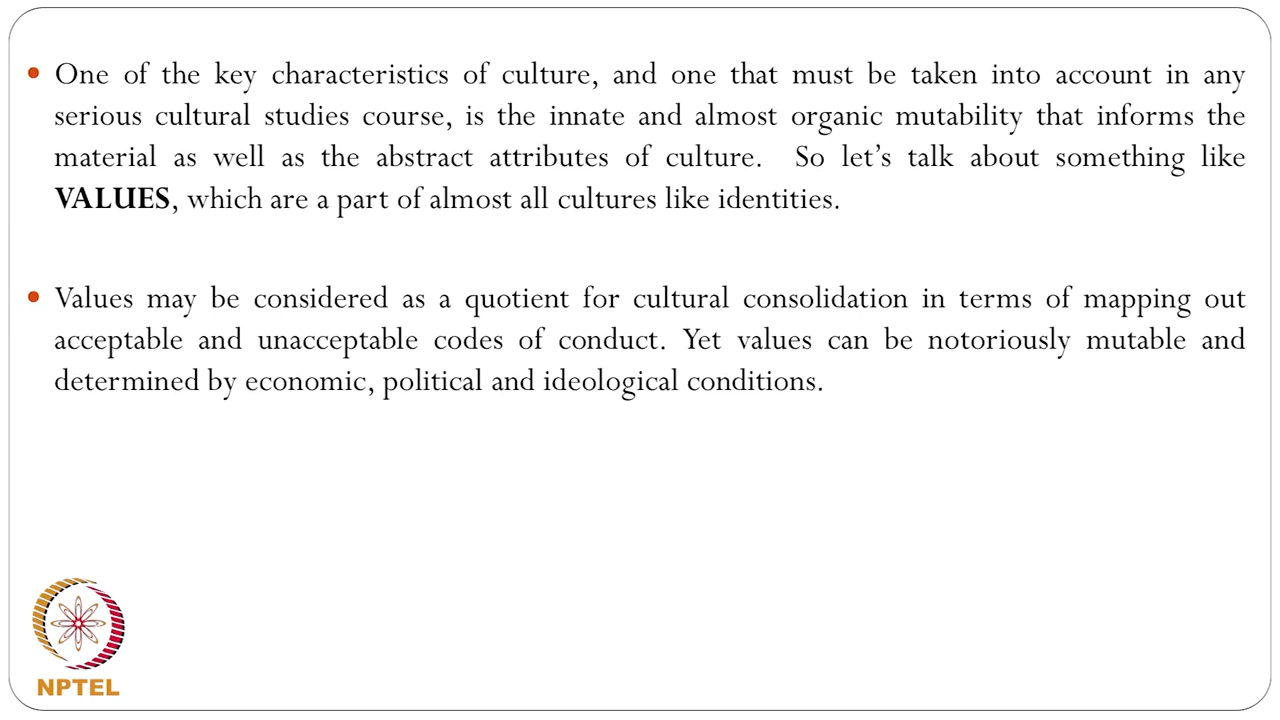 • One of the key characteristics of culture, and one that must be taken into account in any
serious cultural studies course, is the innate and almost organic mutability that informs the
material as well as the abstract attributes of culture.  So let’s talk about something like
VALUES, which are a part of almost all cultures like identities.
• Values may be considered as a quotient for cultural consolidation in terms of mapping out
acceptable and unacceptable codes of conduct. Yet values can be notoriously mutable and
determined by economic, political and ideological conditions.
NPTEL